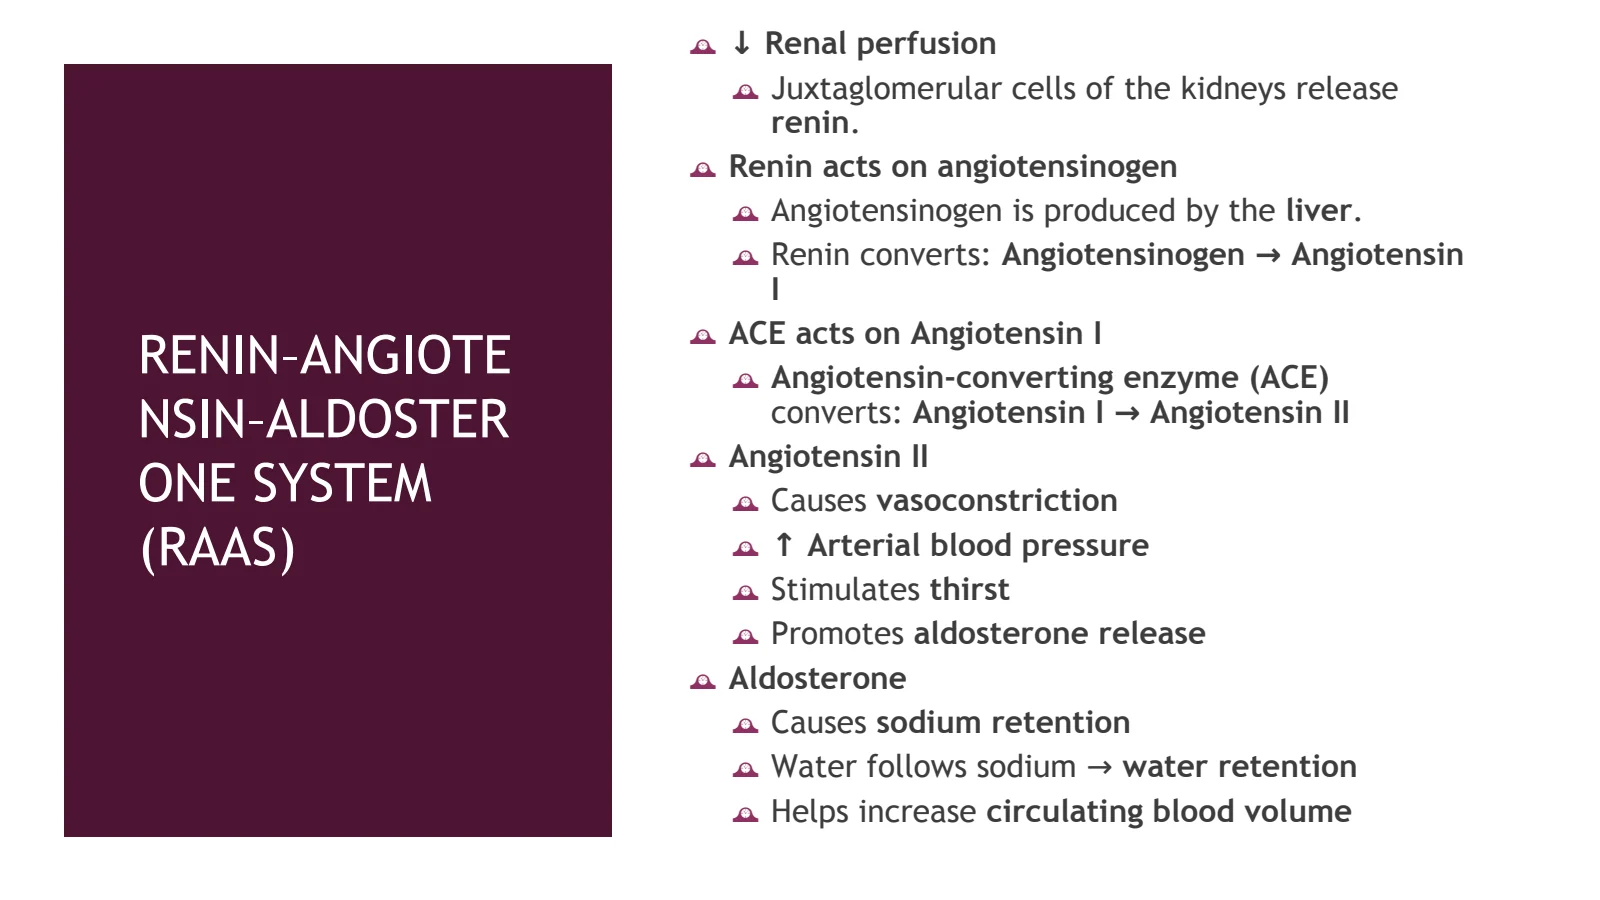 RENIN–ANGIOTE
NSIN–ALDOSTER
ONE SYSTEM
(RAAS)
↓ Renal perfusion
Juxtaglomerular cells of the kidneys release
renin.
Renin acts on angiotensinogen
Angiotensinogen is produced by the liver.
Renin converts: Angiotensinogen → Angiotensin
I
ACE acts on Angiotensin I
Angiotensin-converting enzyme (ACE)
converts: Angiotensin I → Angiotensin II
Angiotensin II
Causes vasoconstriction
↑ Arterial blood pressure
Stimulates thirst
Promotes aldosterone release
Aldosterone
Causes sodium retention
Water follows sodium → water retention
Helps increase circulating blood volume